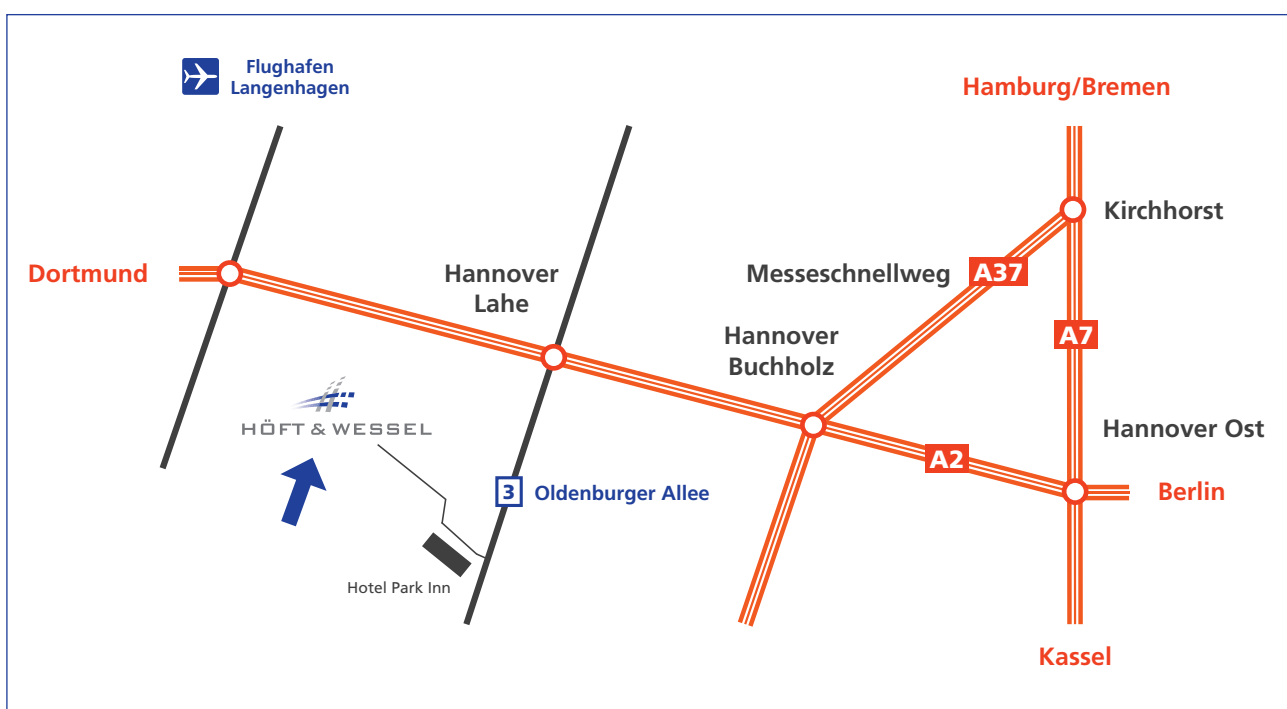 Flughafen
Langenhagen
Hamburg/Bremen
Kirchhorst
Dortmund
Hannover
Lahe
Messeschnellweg
A37
Hannover
Buchholz
A7
HÖFT & WESSEL
Hannover Ost
A2
3
Oldenburger Allee
Berlin
Hotel Park Inn
Kassel